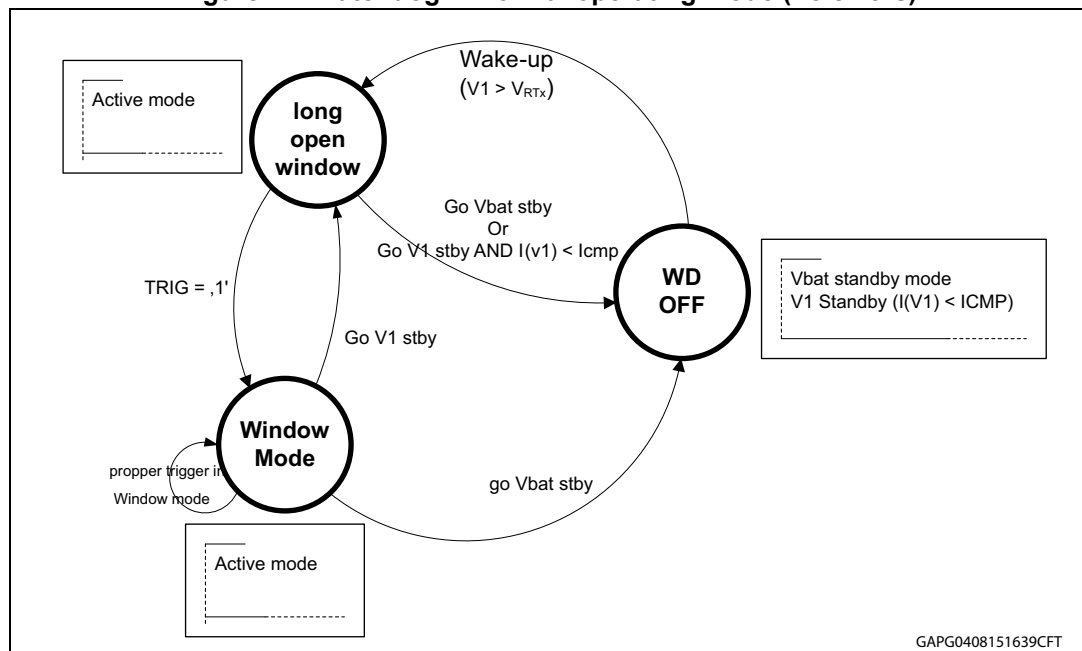 Wake-up
(V1 > VRTx)
Active mode
long
open
window
Go Vbat stby
Or
Go V1 stby AND I(v1) < Icmp
WD
OFF
Vbat standby mode
V1 Standby (I(V1) < ICMP)
TRIG = ‚1'
Go V1 stby
Window
Mode
propper trigger in
Window mode
go Vbat stby
Active mode
GAPG0408151639CFT